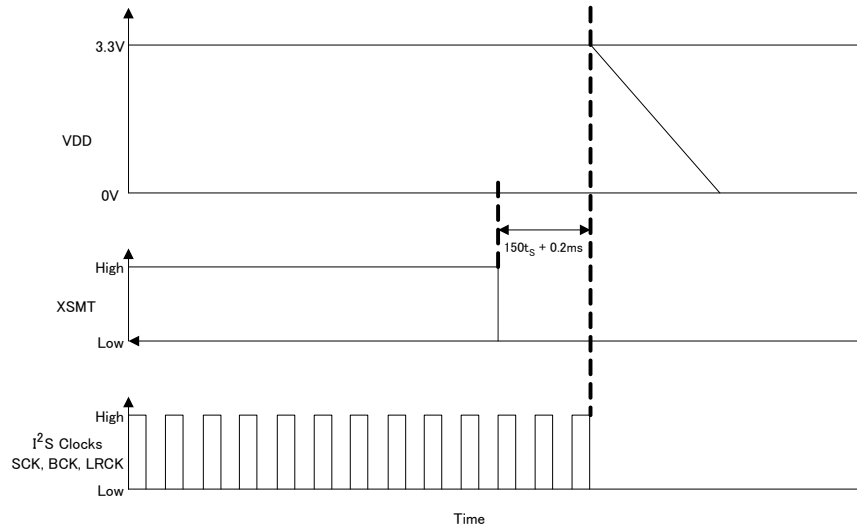 3.3V
VDD
0V
150tS + 0.2ms
High
XSMT
Low
High
I2S Clocks
SCK, BCK, LRCK
Low
Time